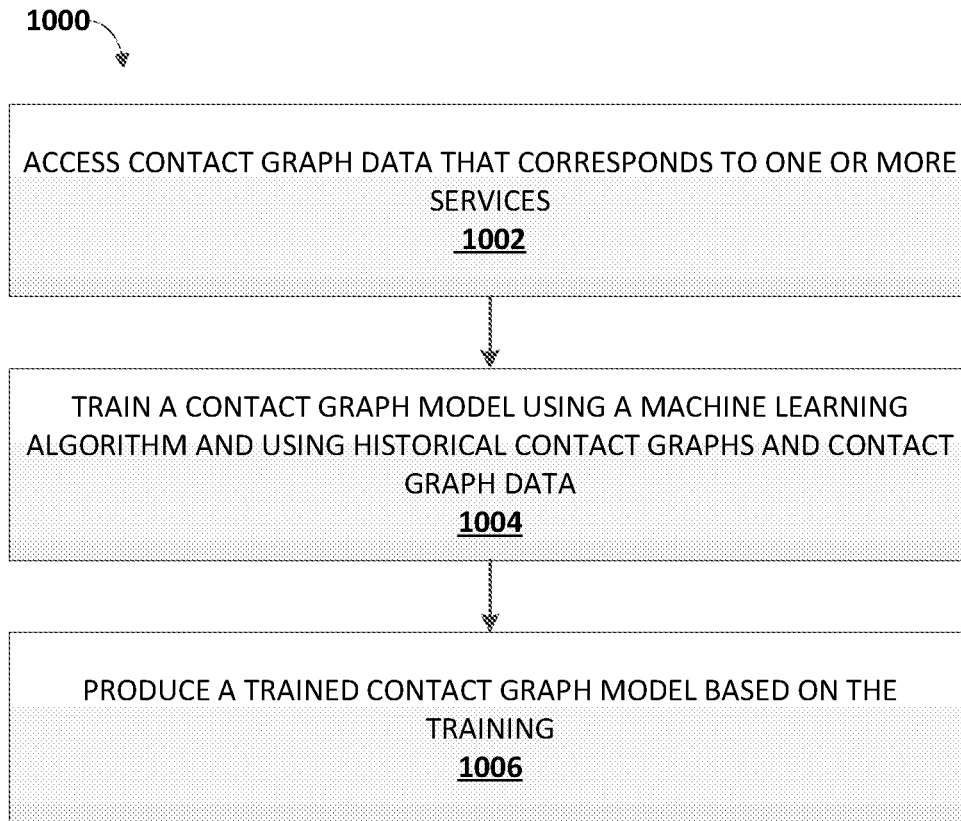 1000
ACCESS CONTACT GRAPH DATA THAT CORRESPONDS TO ONE OR MORE
SERVICES
1002
TRAIN A CONTACT GRAPH MODEL USING A MACHINE LEARNING
ALGORITHM AND USING HISTORICAL CONTACT GRAPHS AND CONTACT
GRAPH DATA
1004
PRODUCE A TRAINED CONTACT GRAPH MODEL BASED ON THE
TRAINING
1006